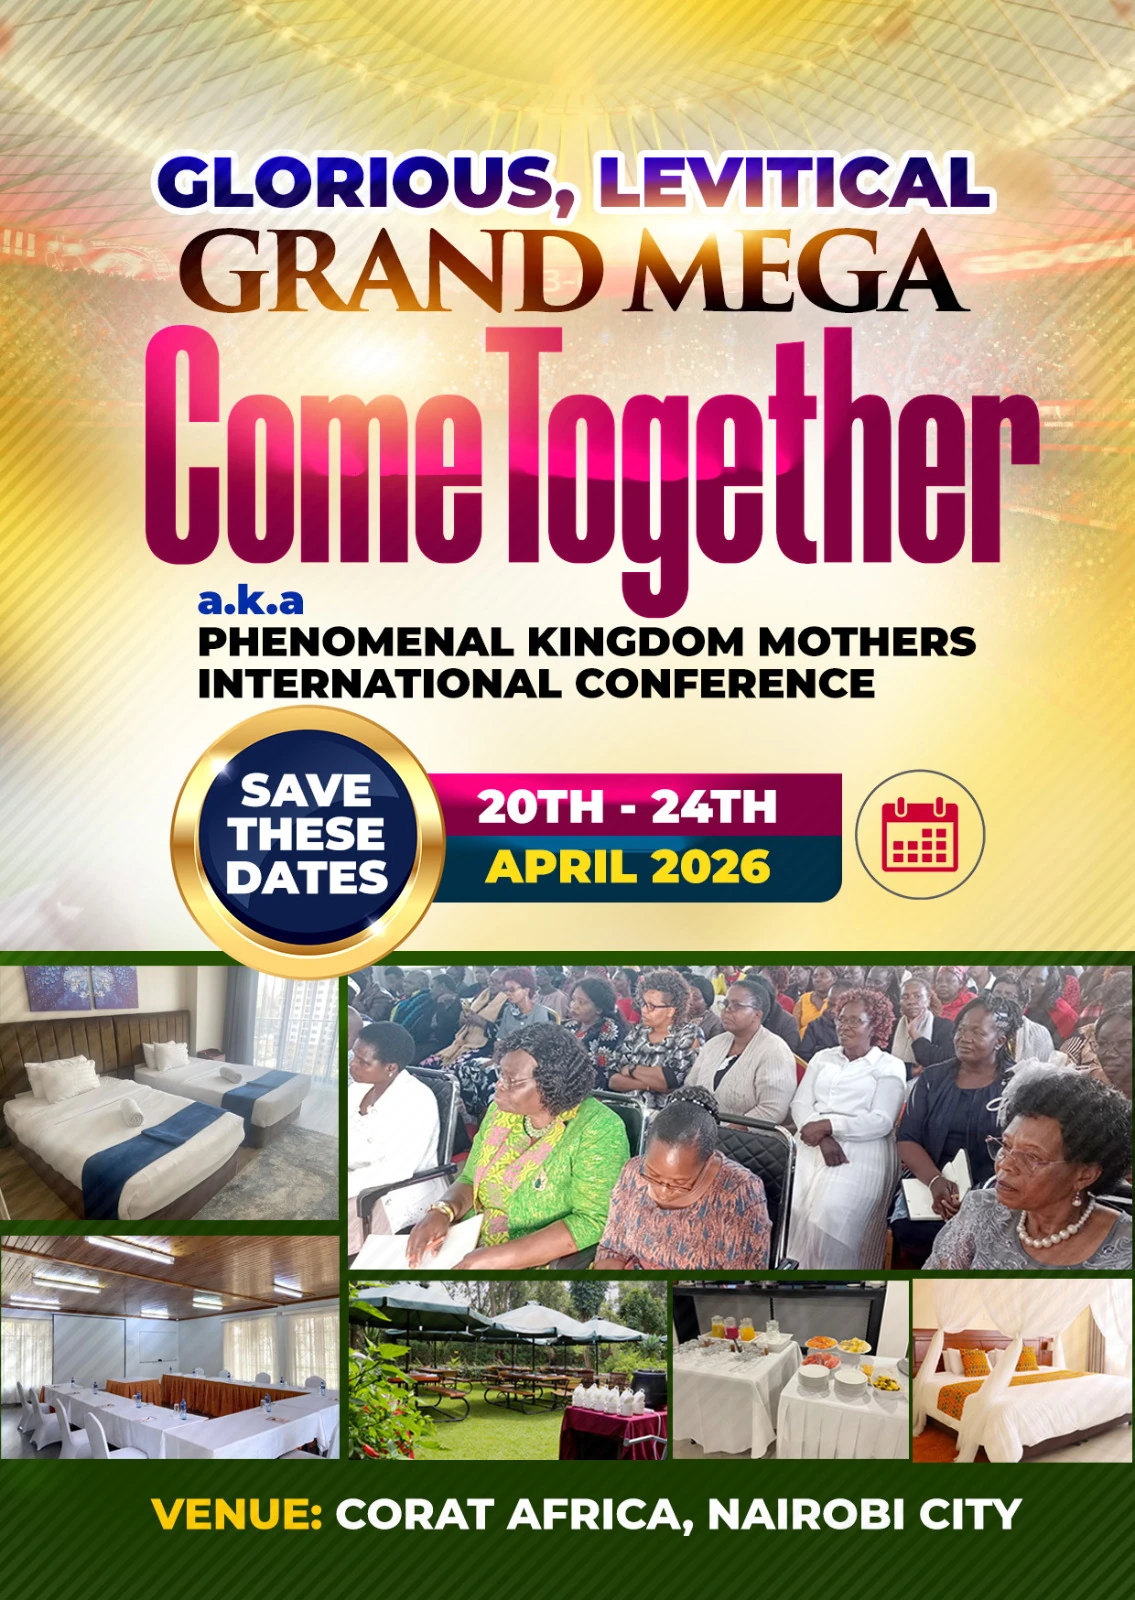 GLORIOUS, LEVITICAL
GRAND MEGA
Come Together
a.k.a
PHENOMENAL KINGDOM MOTHERS
INTERNATIONAL CONFERENCE
SAVE
THESE
DATES
20TH - 24TH
APRIL 2026
VENUE: CORAT AFRICA, NAIROBI CITY